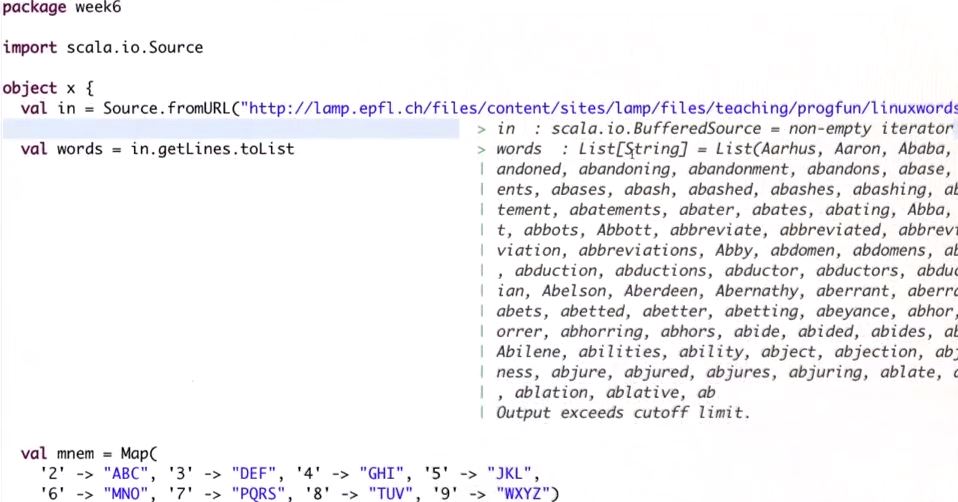 package week6
import scala.io.Source
object x {
val in = Source.fromURL("http://lamp.epfl.ch/files/content/sites/lamp/files/teaching/progfun/linuxwords
> in : scala.io.BufferedSource = non-empty iterator
val words = in.getLines.toList > words : List[String] = List(Aarhus, Aaron, Ababa,
| andoned, abandoning, abandonment, abandons, abase,
| ents, abases, abash, abashed, abashes, abashing, ab
| tement, abatements, abater, abates, abating, Abba,
| t, abbots, Abbott, abbreviate, abbreviated, abbrevi
| viation, abbreviations, Abby, abdomen, abdomens, ab
| , abduction, abductions, abductor, abductors, abduc
| ian, Abelson, Aberdeen, Abernathy, aberrant, aberra
| abets, abetted, abetter, abetting, abeyance, abhor,
| orrer, abhorring, abhors, abide, abided, abides, ab
| Abilene, abilities, ability, abject, abjection, abj
| ness, abjure, abjured, abjures, abjuring, ablate, a
| , ablation, ablative, ab
| Output exceeds cutoff limit.
val mnem = Map(
'2' -> "ABC", '3' -> "DEF", '4' -> "GHI", '5' -> "JKL",
'6' -> "MNO", '7' -> "PQRS", '8' -> "TUV", '9' -> "WXYZ")